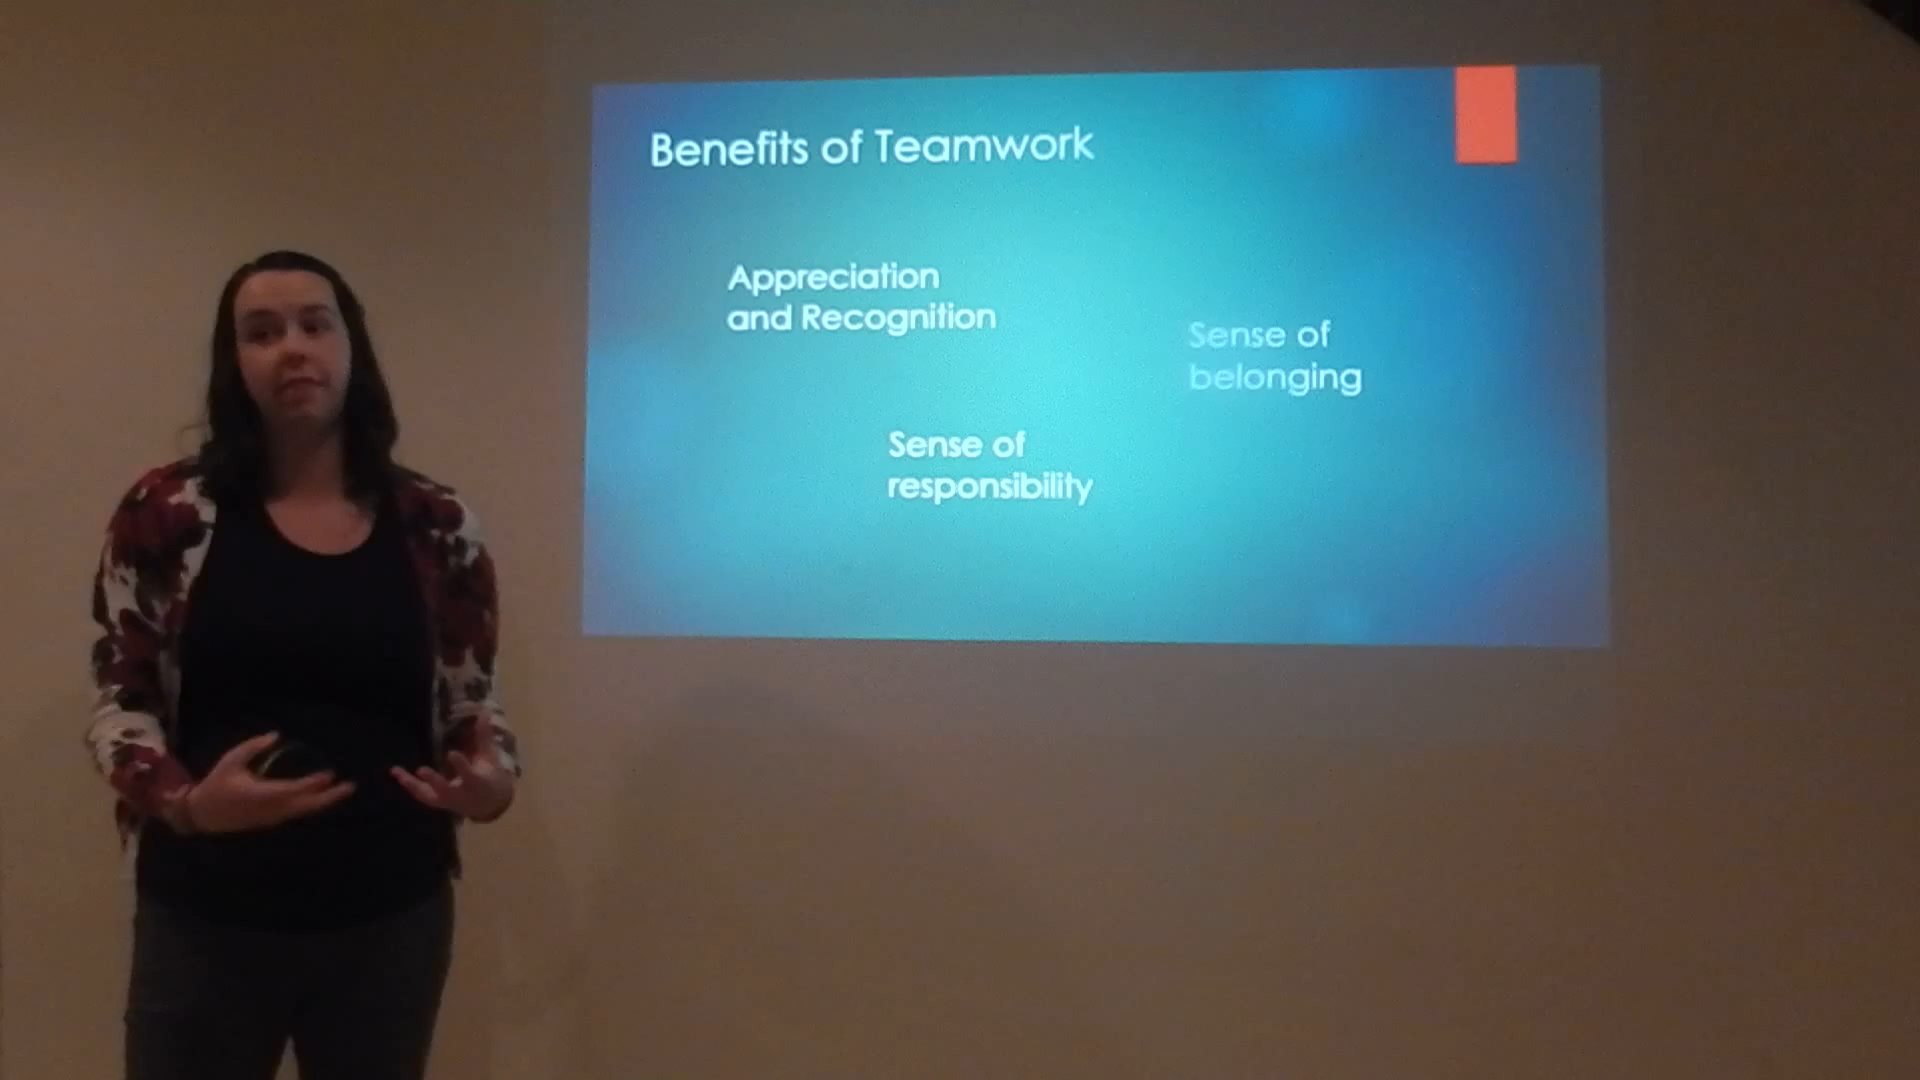 Benefits of Teamwork
Appreciation
and Recognition
Sense of
belonging
Sense of
responsibility